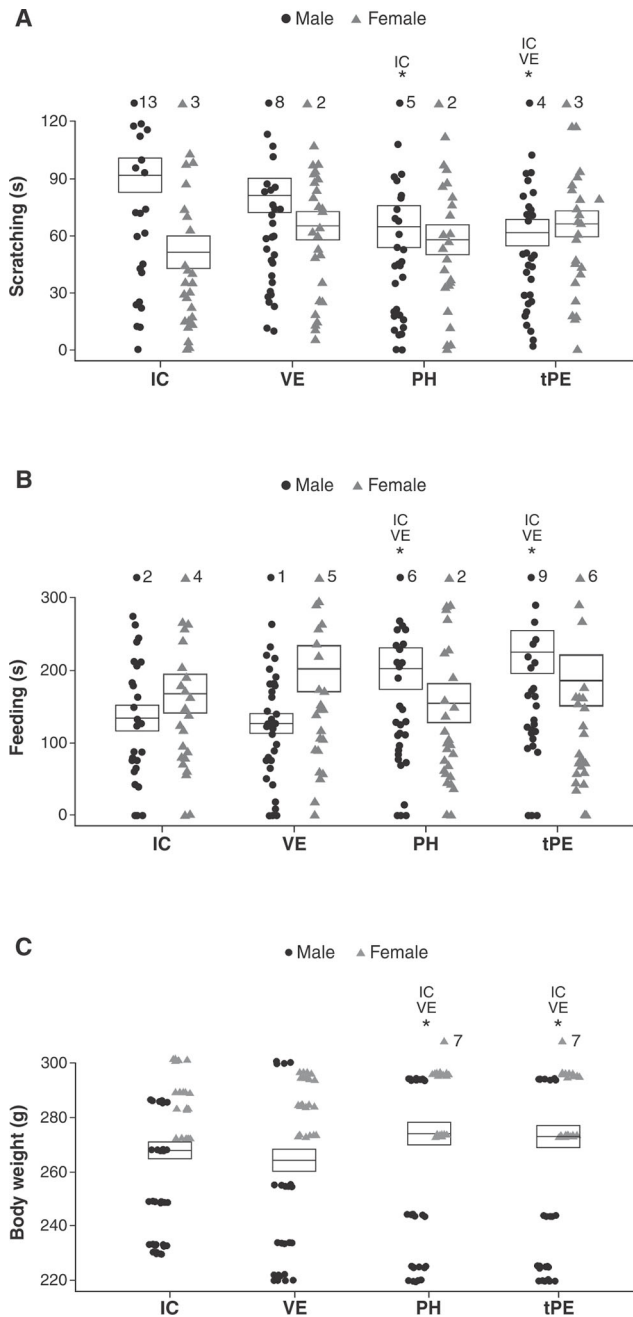 A
Male Female
IC
*
IC
VE
*
13 3 8 2 5 2 4 3
Scratching (s)
120
90
60
30
0
IC VE PH tPE
B
Male Female
IC
VE
*
IC
VE
*
2 4 1 5 6 2 9 6
Feeding (s)
300
200
100
0
IC VE PH tPE
C
Male Female
IC
VE
*
IC
VE
*
7 7
Body weight (g)
300
280
260
240
220
IC VE PH tPE